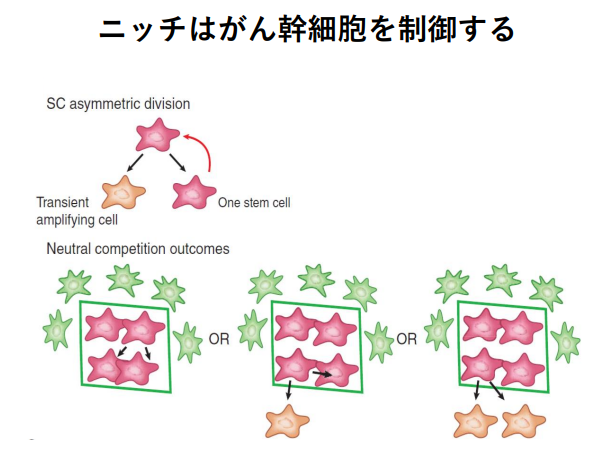 ニッチはがん幹細胞を制御する
SC asymmetric division
Transient
amplifying cell
One stem cell
Neutral competition outcomes
OR
OR